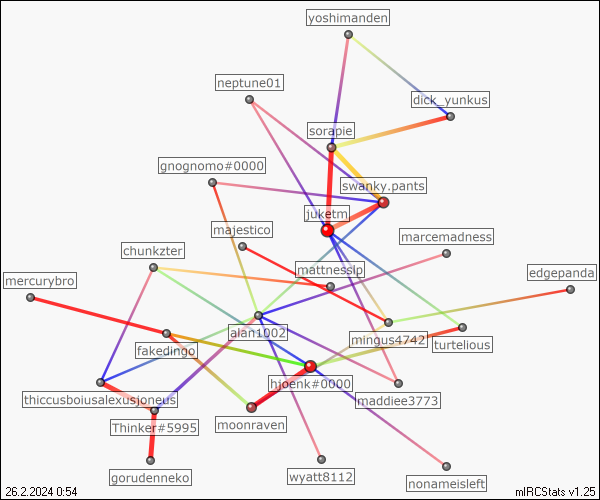 yoshimanden
neptune01
dick_yunkus
sorapie
gnognomo#0000
swanky.pants
juketm
majestico
marcemadness
chunkzter
mattnesslp
edgepanda
mercurybro
alan1002
mingus4742
turtelious
fakedingo
hjoenk#0000
thiccusboiusalexusjoneus
maddiee3773
Thinker#5995
moonraven
gorudenneko
wyatt8112
nonameisleft
26.2.2024 0:54
mIRCStats v1.25